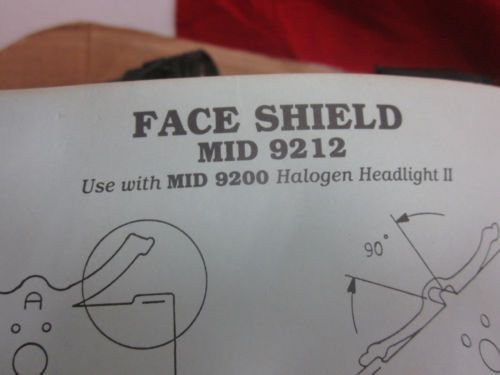 FACE SHIELD
MID 9212
Use with MID 9200 Halogen Headlight II
90°
A